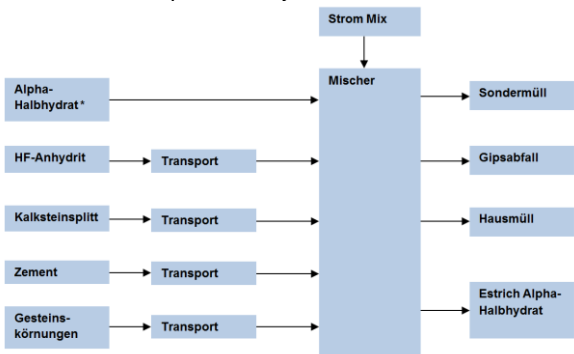 Strom Mix
Alpha-
Halbhydrat*
Mischer
Sondermüll
HF-Anhydrit
Transport
Gipsabfall
Kalksteinsplitt
Transport
Hausmüll
Zement
Transport
Estrich Alpha-
Halbhydrat
Gesteins-
körnungen
Transport